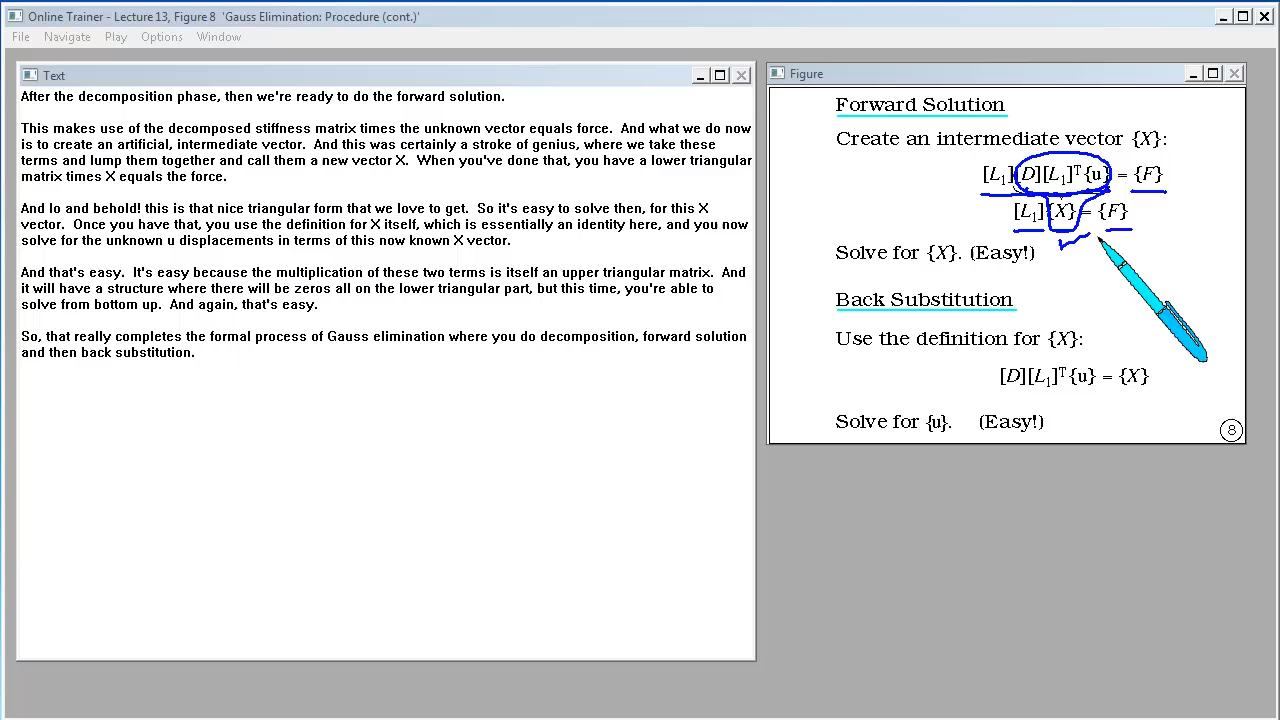 Online Trainer - Lecture 13, Figure 8 'Gauss Elimination: Procedure (cont.)'
File Navigate Play Options Window
Text
After the decomposition phase, then we're ready to do the forward solution.
This makes use of the decomposed stiffness matrix times the unknown vector equals force. And what we do now
is to create an artificial, intermediate vector. And this was certainly a stroke of genius, where we take these
terms and lump them together and call them a new vector X. When you've done that, you have a lower triangular
matrix times X equals the force.
And lo and behold! this is that nice triangular form that we love to get. So it's easy to solve then, for this X
vector. Once you have that, you use the definition for X itself, which is essentially an identity here, and you now
solve for the unknown u displacements in terms of this now known X vector.
And that's easy. It's easy because the multiplication of these two terms is itself an upper triangular matrix. And
it will have a structure where there will be zeros all on the lower triangular part, but this time, you're able to
solve from bottom up. And again, that's easy.
So, that really completes the formal process of Gauss elimination where you do decomposition, forward solution
and then back substitution.
Figure
Forward Solution
Create an intermediate vector {X}:
[L₁][D][L₁]ᵀ{u} = {F}
[L₁]{X} = {F}
Solve for {X}. (Easy!)
Back Substitution
Use the definition for {X}:
[D][L₁]ᵀ{u} = {X}
Solve for {u}. (Easy!)
8